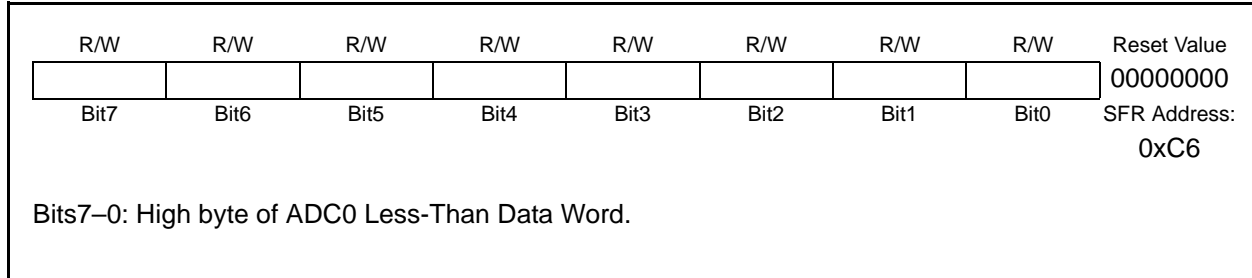 R/W R/W R/W R/W R/W R/W R/W R/W Reset Value
00000000
Bit7 Bit6 Bit5 Bit4 Bit3 Bit2 Bit1 Bit0 SFR Address:
0xC6
Bits7–0: High byte of ADC0 Less-Than Data Word.